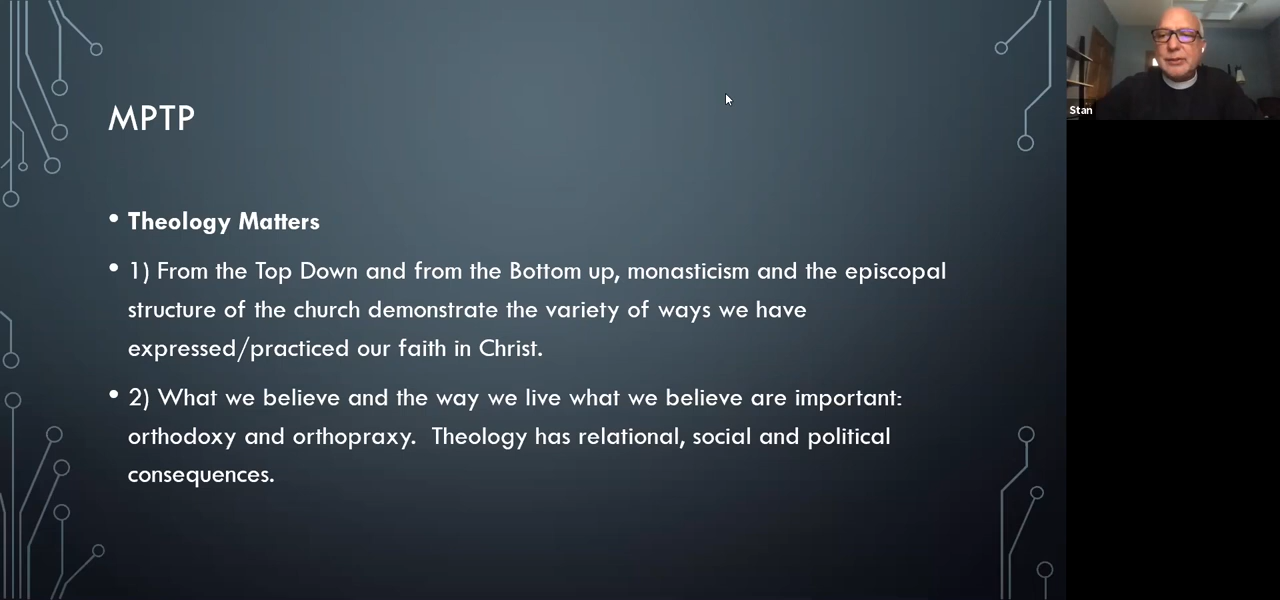 MPTP
• Theology Matters
• 1) From the Top Down and from the Bottom up, monasticism and the episcopal
structure of the church demonstrate the variety of ways we have
expressed/practiced our faith in Christ.
• 2) What we believe and the way we live what we believe are important:
orthodoxy and orthopraxy.  Theology has relational, social and political
consequences.
Stan